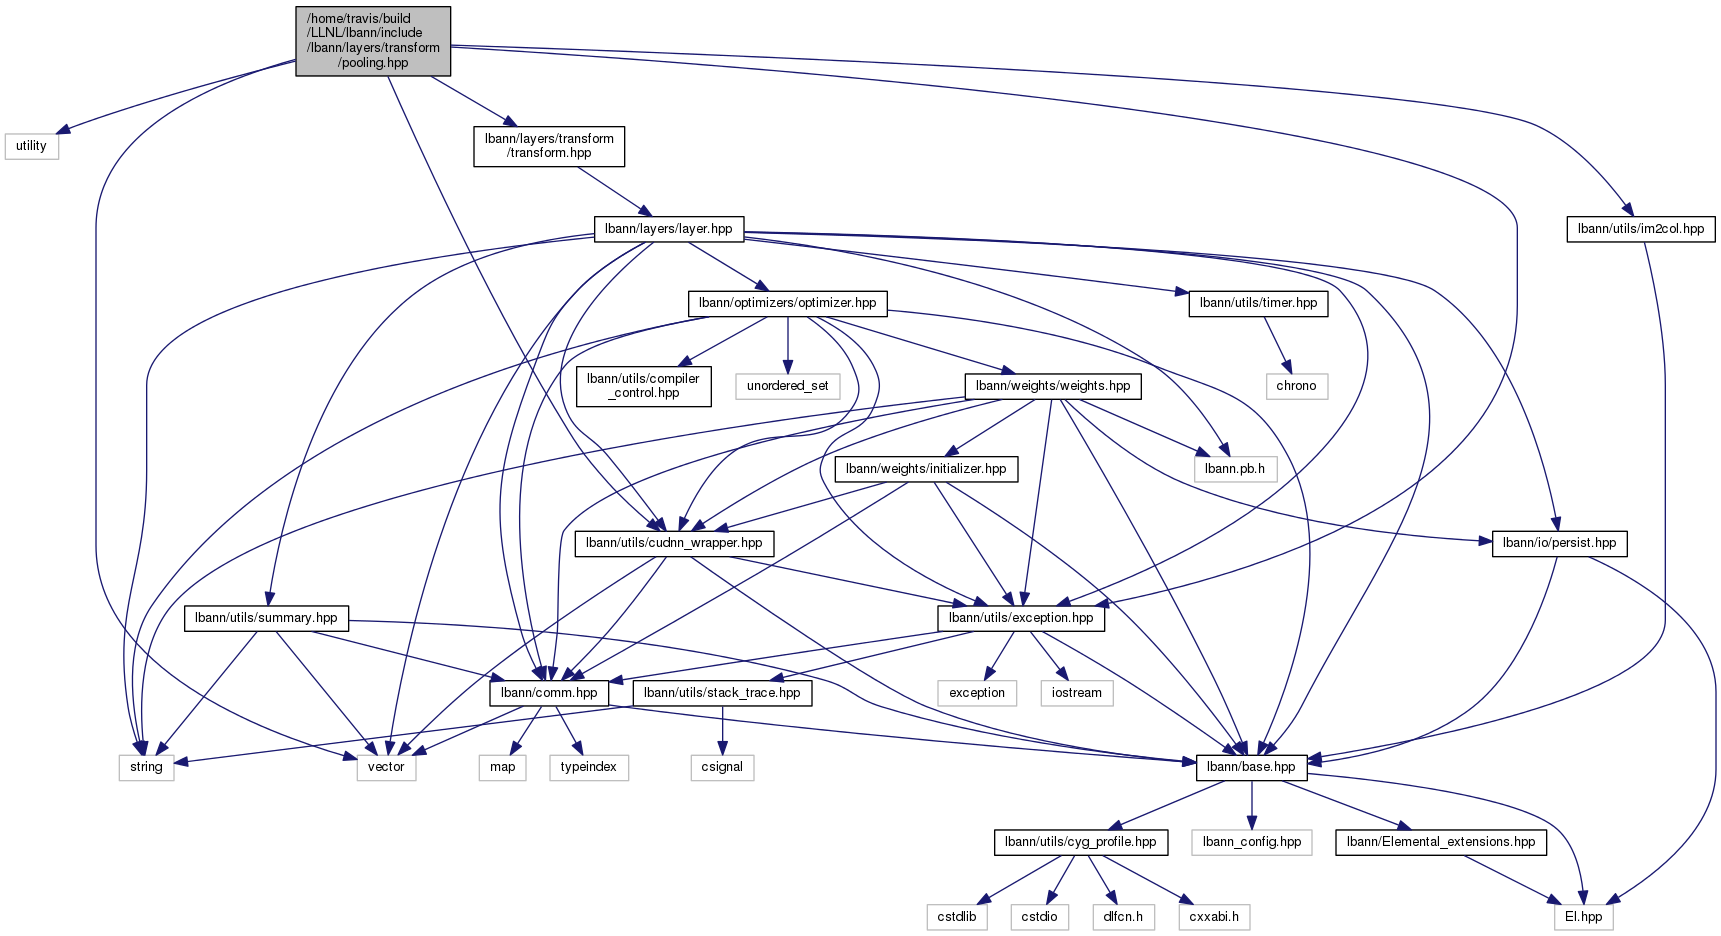 /home/travis/build
/LLNL/lbann/include
/lbann/layers/transform
/pooling.hpp
utility
lbann/layers/transform
/transform.hpp
lbann/layers/layer.hpp
lbann/utils/im2col.hpp
lbann/optimizers/optimizer.hpp
lbann/utils/timer.hpp
lbann/utils/compiler
_control.hpp
unordered_set
lbann/weights/weights.hpp
chrono
lbann/weights/initializer.hpp
lbann.pb.h
lbann/utils/cudnn_wrapper.hpp
lbann/io/persist.hpp
lbann/utils/summary.hpp
lbann/utils/exception.hpp
lbann/comm.hpp
lbann/utils/stack_trace.hpp
exception
iostream
string
vector
map
typeindex
csignal
lbann/base.hpp
lbann/utils/cyg_profile.hpp
lbann_config.hpp
lbann/Elemental_extensions.hpp
cstdlib
cstdio
dlfcn.h
cxxabi.h
El.hpp